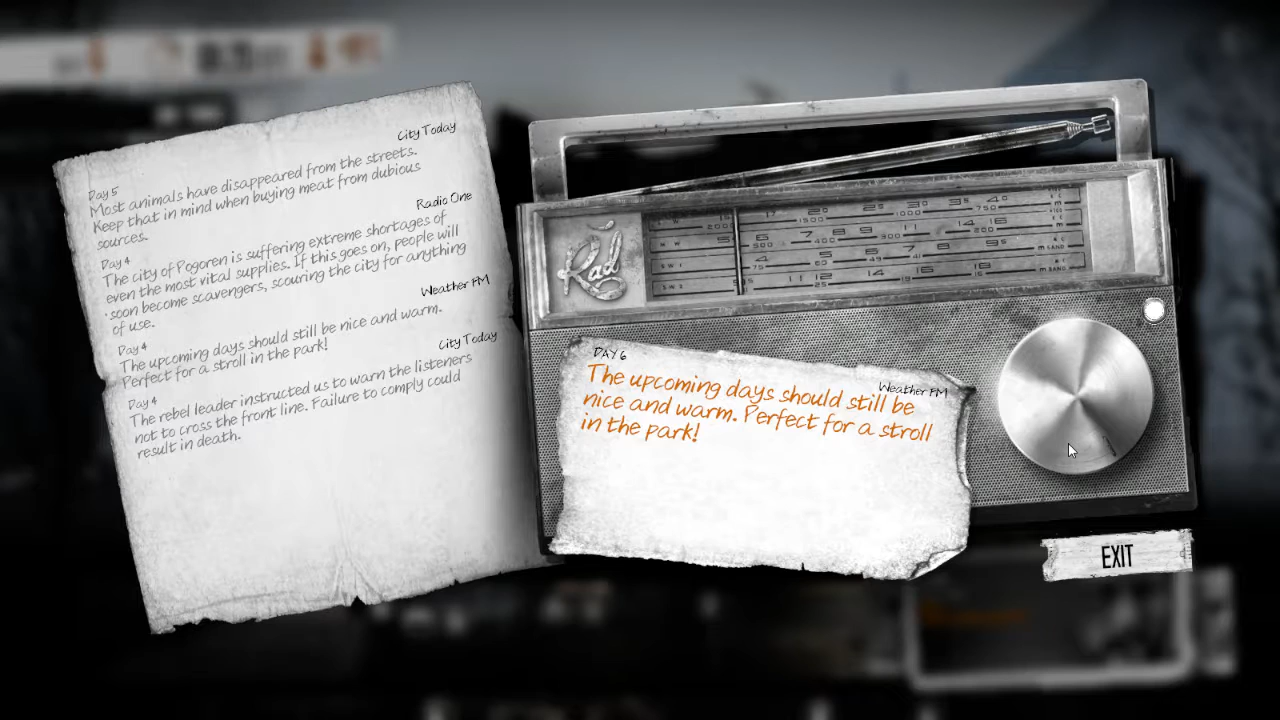 City Today
Day 5
Most animals have disappeared from the streets.
Keep that in mind when buying meat from dubious
sources.
Radio One
Day 4
The city of Pogoren is suffering extreme shortages of
even the most vital supplies. If this goes on, people will
soon become scavengers, scouring the city for anything
of use.
Weather FM
Day 4
The upcoming days should still be nice and warm.
Perfect for a stroll in the park!
City Today
Day 4
The rebel leader instructed us to warn the listeners
not to cross the front line. Failure to comply could
result in death.
Rad
DAY 6
Weather FM
The upcoming days should still be
nice and warm. Perfect for a stroll
in the park!
EXIT